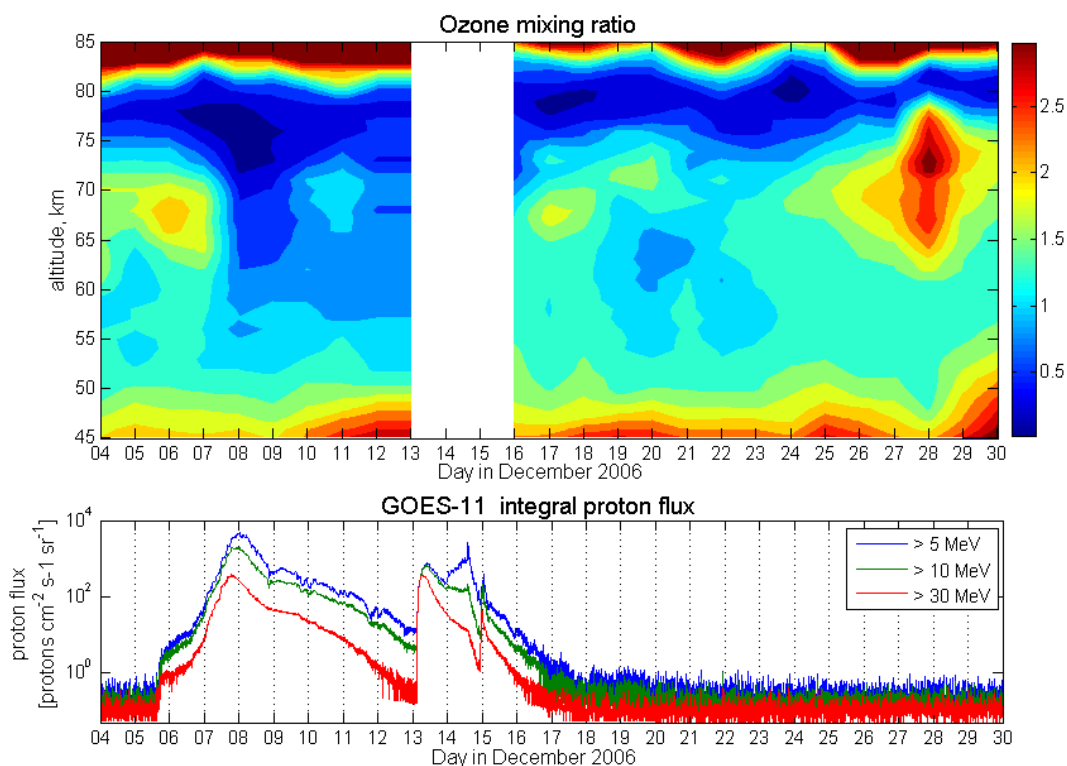 Ozone mixing ratio
85
80
75
70
65
60
55
50
45
altitude, km
04 05 06 07 08 09 10 11 12 13 14 15 16 17 18 19 20 21 22 23 24 25 26 27 28 29 30
Day in December 2006
2.5
2
1.5
1
0.5
GOES-11 integral proton flux
10^4
10^2
10^0
proton flux
[protons cm^-2 s-1 sr^-1]
> 5 MeV
> 10 MeV
> 30 MeV
04 05 06 07 08 09 10 11 12 13 14 15 16 17 18 19 20 21 22 23 24 25 26 27 28 29 30
Day in December 2006